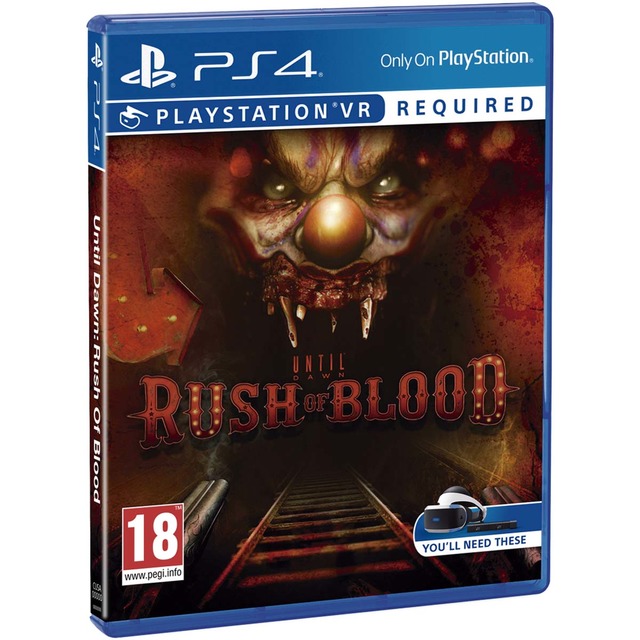 PS4
Only On PlayStation
PLAYSTATION®VR REQUIRED
PS4
Until Dawn: Rush Of Blood
UNTIL
DAWN
RUSH OF BLOOD
18
www.pegi.info
YOU'LL NEED THESE